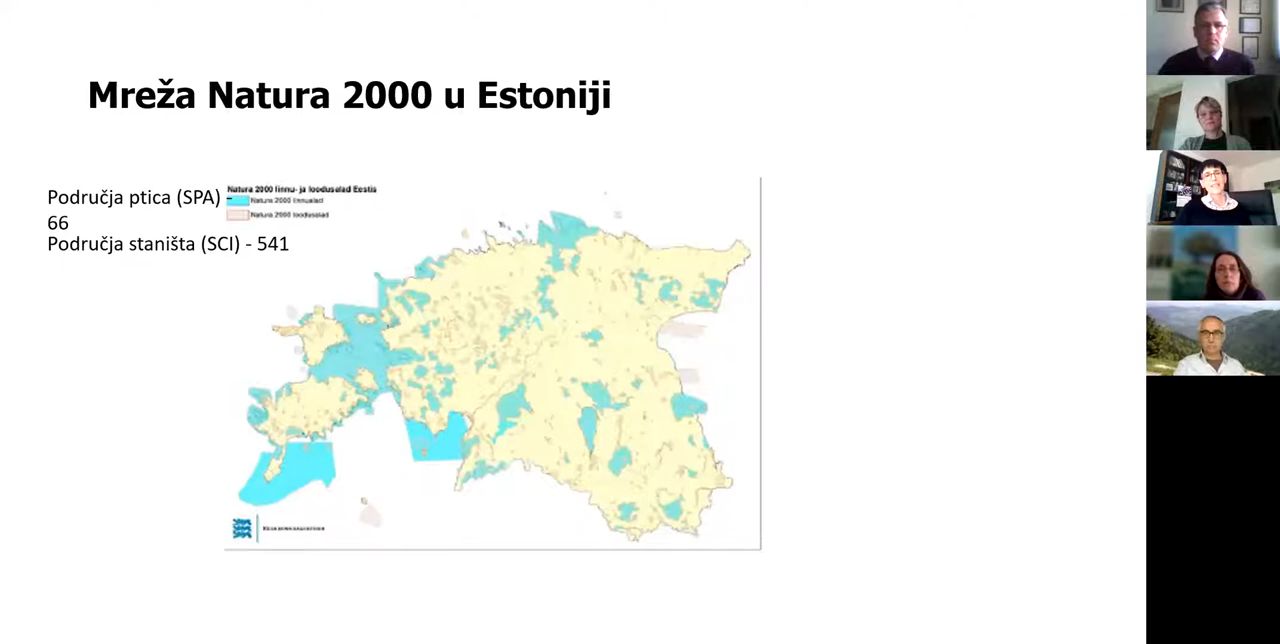 Mreža Natura 2000 u Estoniji
Područja ptica (SPA) -
66
Područja staništa (SCI) - 541
Natura 2000 linnu- ja loodusalad Eestis
Natura 2000 linnualad
Natura 2000 loodusalad